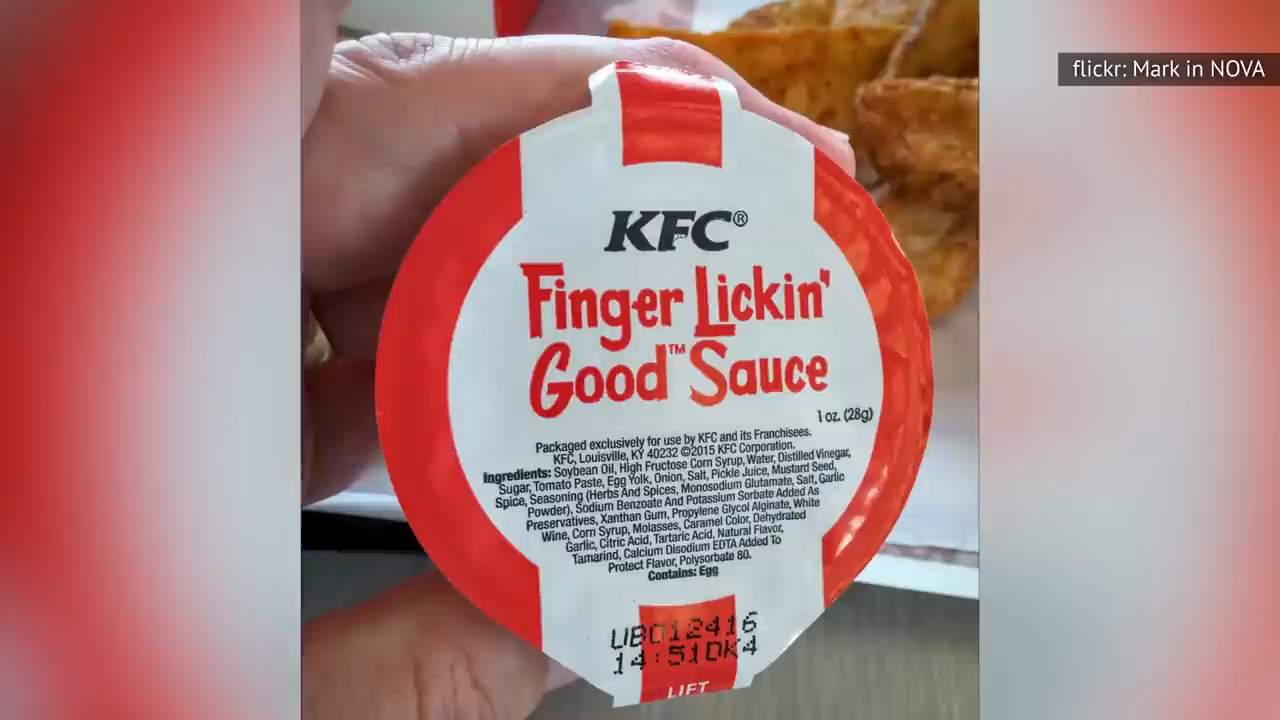 flickr: Mark in NOVA
KFC®
Finger Lickin'
Good™ Sauce
1 oz. (28g)
Packaged exclusively for use by KFC and its Franchisees.
KFC, Louisville, KY 40232 ©2015 KFC Corporation.
Ingredients: Soybean Oil, High Fructose Corn Syrup, Water, Distilled Vinegar,
Sugar, Tomato Paste, Egg Yolk, Onion, Salt, Pickle Juice, Mustard Seed,
Spice, Seasoning (Herbs And Spices, Monosodium Glutamate, Salt, Garlic
Powder), Sodium Benzoate And Potassium Sorbate Added As
Preservatives, Xanthan Gum, Propylene Glycol Alginate, White
Wine, Corn Syrup, Molasses, Caramel Color, Dehydrated
Garlic, Citric Acid, Tartaric Acid, Natural Flavor,
Tamarind, Calcium Disodium EDTA Added To
Protect Flavor, Polysorbate 80.
Contains: Egg
UB012416
14:51DK4
LIFT